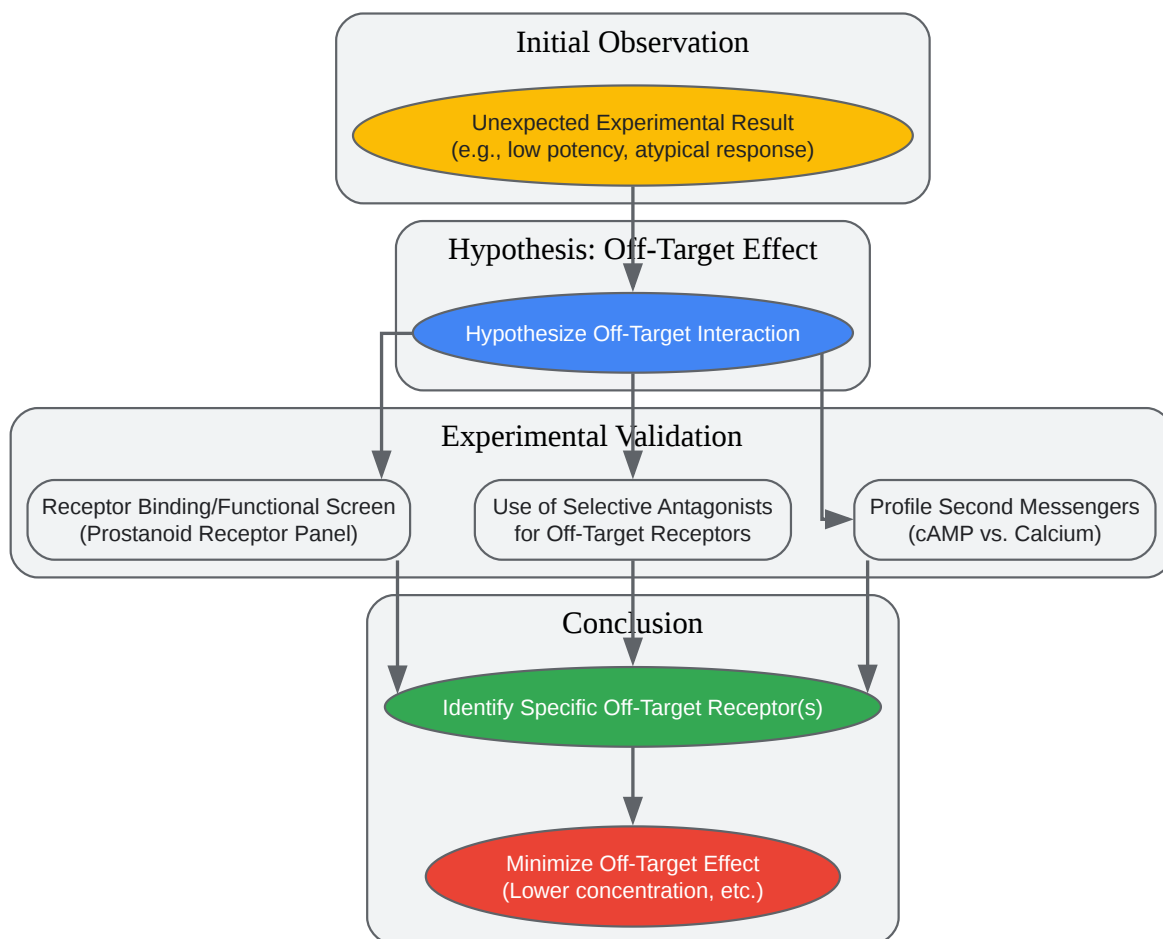 Initial Observation
Unexpected Experimental Result
(e.g., low potency, atypical response)
Hypothesis: Off-Target Effect
Hypothesize Off-Target Interaction
Experimental Validation
Receptor Binding/Functional Screen
(Prostanoid Receptor Panel)
Use of Selective Antagonists
for Off-Target Receptors
Profile Second Messengers
(cAMP vs. Calcium)
Conclusion
Identify Specific Off-Target Receptor(s)
Minimize Off-Target Effect
(Lower concentration, etc.)